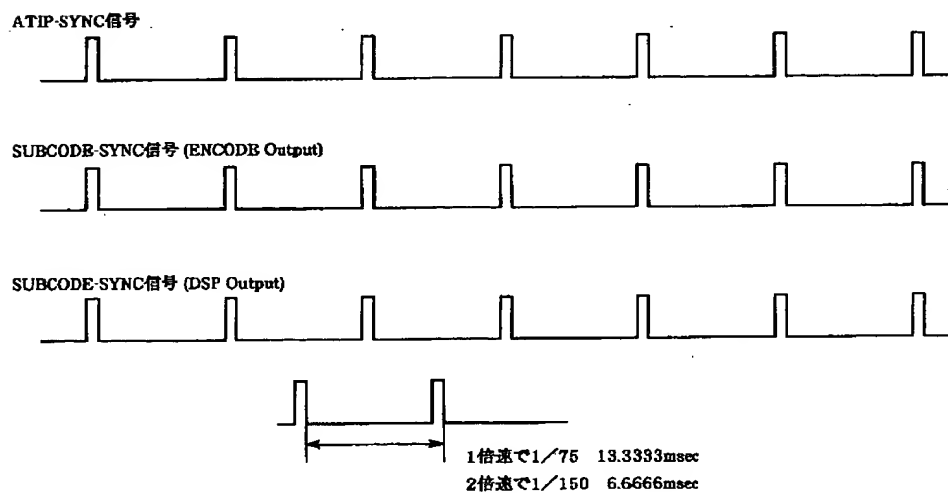 ATIP-SYNC信号
SUBCODE-SYNC信号 (ENCODE Output)
SUBCODE-SYNC信号 (DSP Output)
1倍速で1/75 13.3333msec
2倍速で1/150 6.6666msec